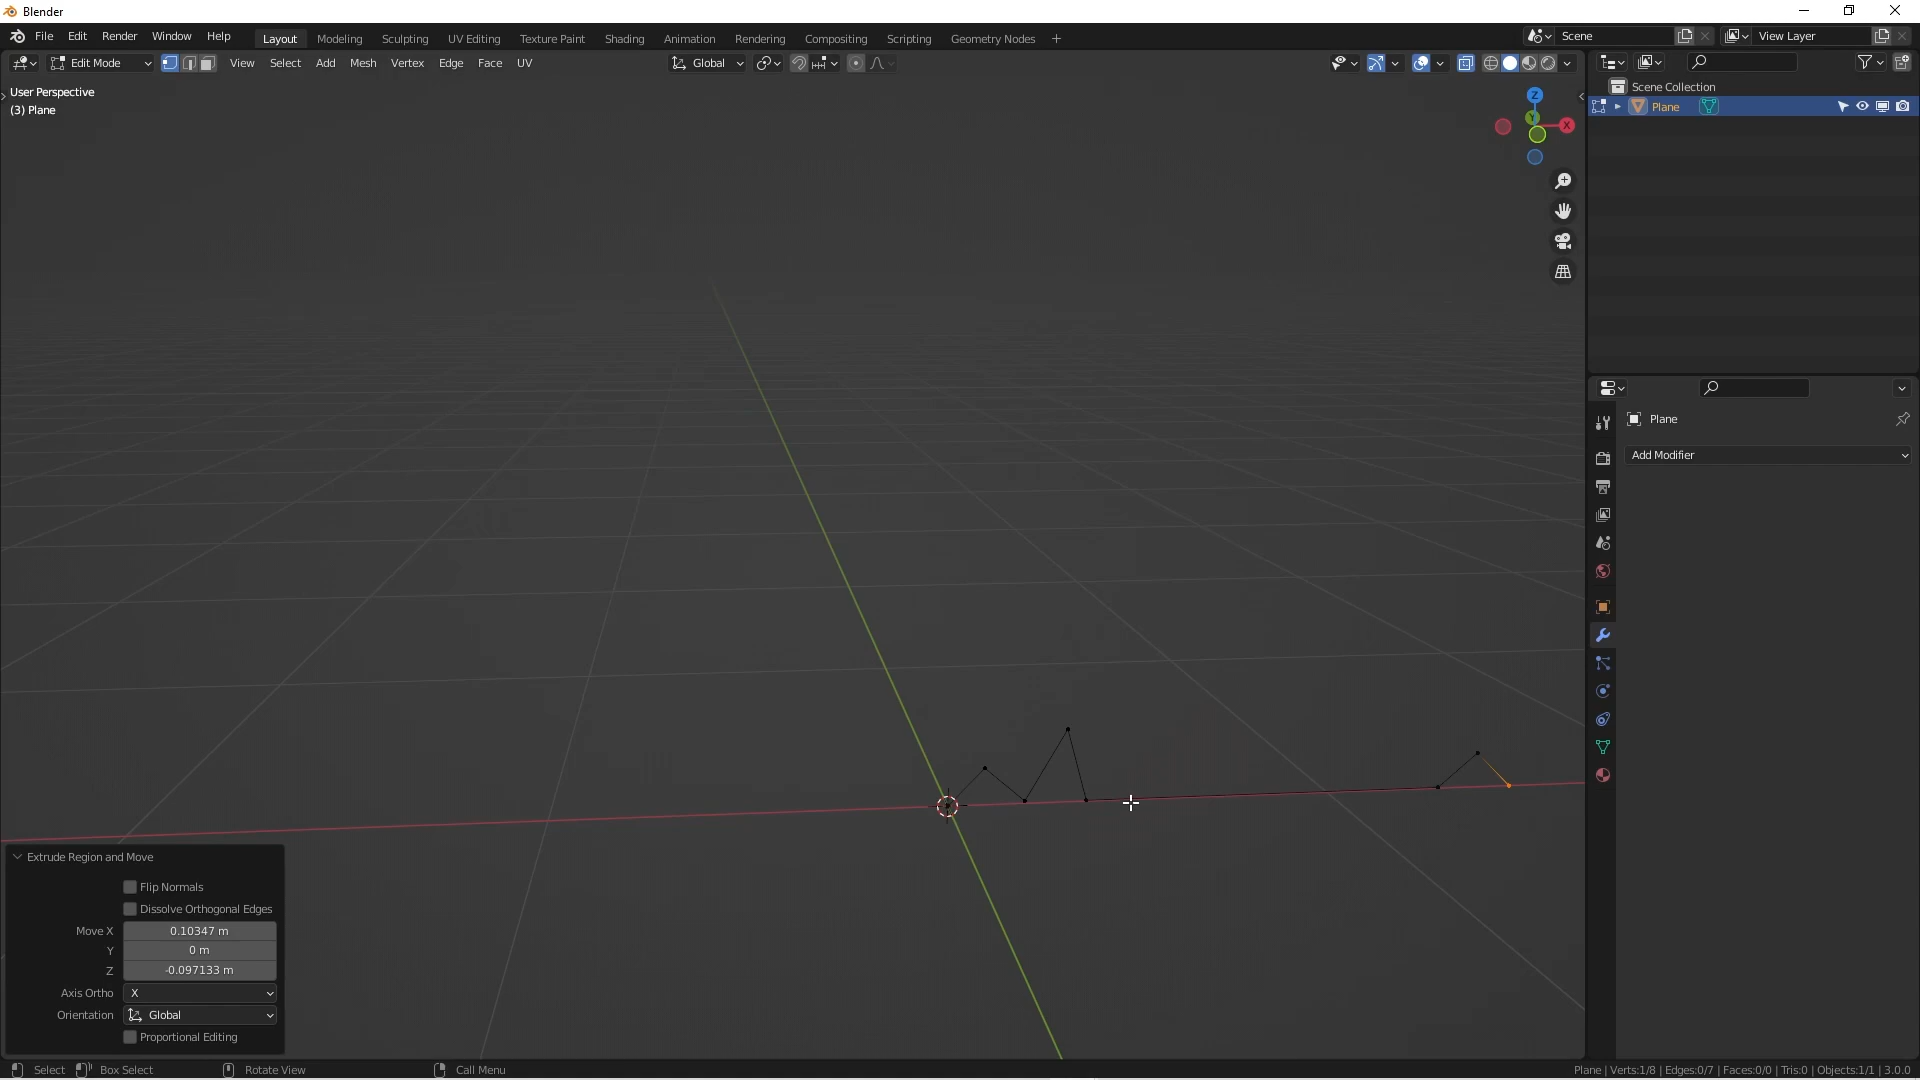 Blender
File Edit Render Window Help
Layout Modeling Sculpting UV Editing Texture Paint Shading Animation Rendering Compositing Scripting Geometry Nodes +
Scene
View Layer
Edit Mode
View Select Add Mesh Vertex Edge Face UV
Global
User Perspective
(3) Plane
Z
Y
X
Scene Collection
Plane
Plane
Add Modifier
Extrude Region and Move
Flip Normals
Dissolve Orthogonal Edges
Move X 0.10347 m
Y 0 m
Z -0.097133 m
Axis Ortho X
Orientation Global
Proportional Editing
Select Box Select Rotate View Call Menu
Plane | Verts:1/8 | Edges:0/7 | Faces:0/0 | Tris:0 | Objects:1/1 | 3.0.0